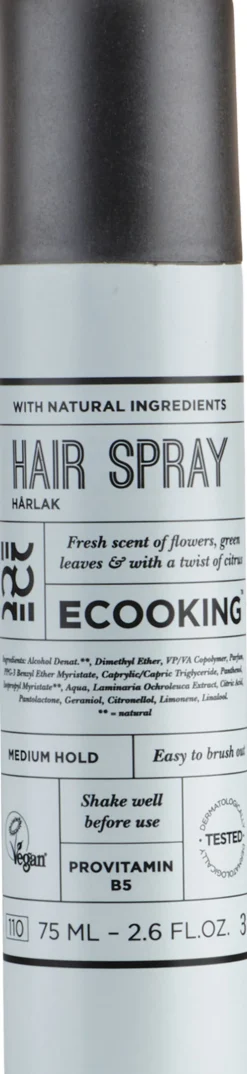 WITH NATURAL INGREDIENTS
HAIR SPRAY
HÅRLAK
Fresh scent of flowers, green
leaves & with a twist of citrus
ECOOKING
Ingredients: Alcohol Denat.**, Dimethyl Ether, VP/VA Copolymer, Parfum,
PPG-3 Benzyl Ether Myristate, Caprylic/Capric Triglyceride, Panthenol,
Isopropyl Myristate**, Aqua, Laminaria Ochroleuca Extract, Citric Acid,
Pantolactone, Geraniol, Citronellol, Limonene, Linalool.
** = natural
MEDIUM HOLD
Easy to brush out
Shake well
before use
Vegan
DERMATOLOGICALLY
TESTED
DERMATOLOGICALLY
PROVITAMIN
B5
110 75 ML – 2.6 FL.OZ. 3